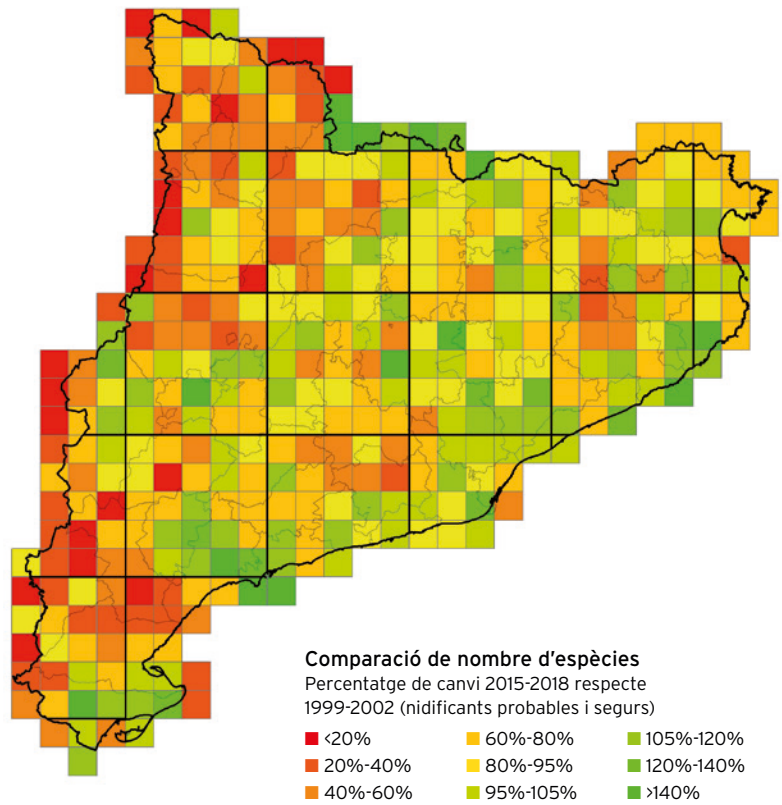 Comparació de nombre d'espècies
Percentatge de canvi 2015-2018 respecte
1999-2002 (nidificants probables i segurs)
<20% 60%-80% 105%-120%
20%-40% 80%-95% 120%-140%
40%-60% 95%-105% >140%